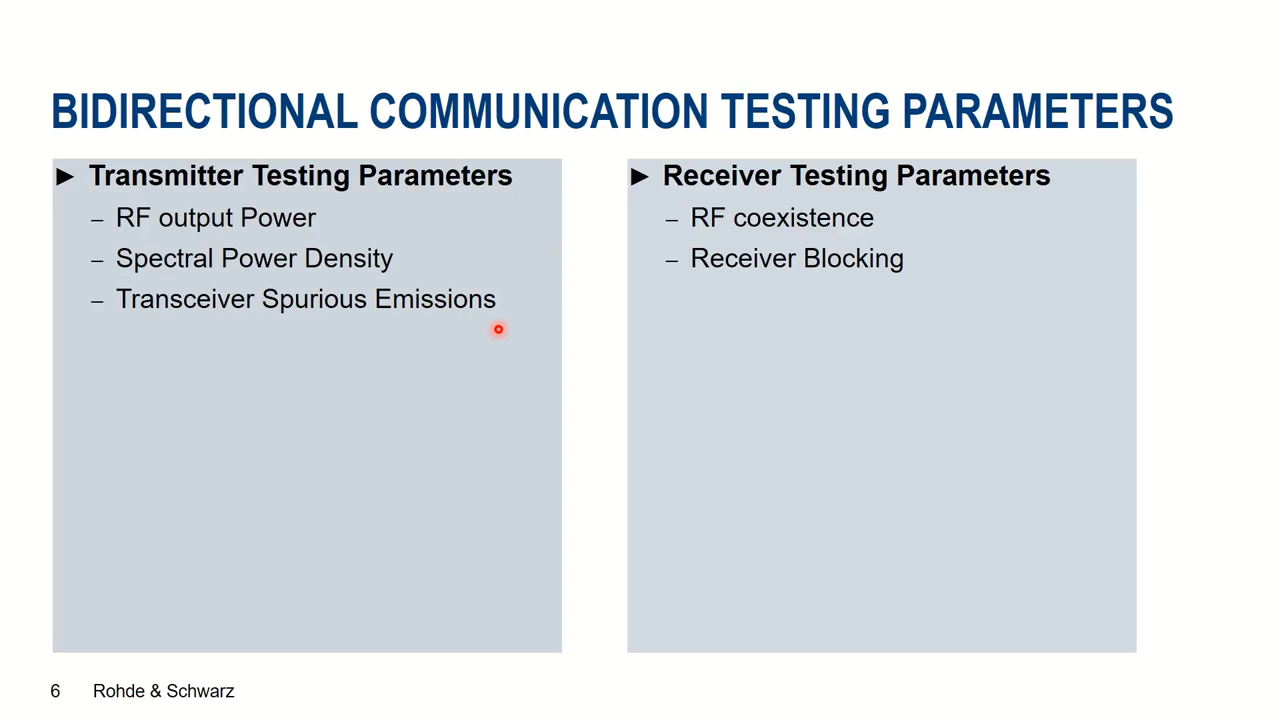 BIDIRECTIONAL COMMUNICATION TESTING PARAMETERS
► Transmitter Testing Parameters
– RF output Power
– Spectral Power Density
– Transceiver Spurious Emissions
► Receiver Testing Parameters
– RF coexistence
– Receiver Blocking
6 Rohde & Schwarz